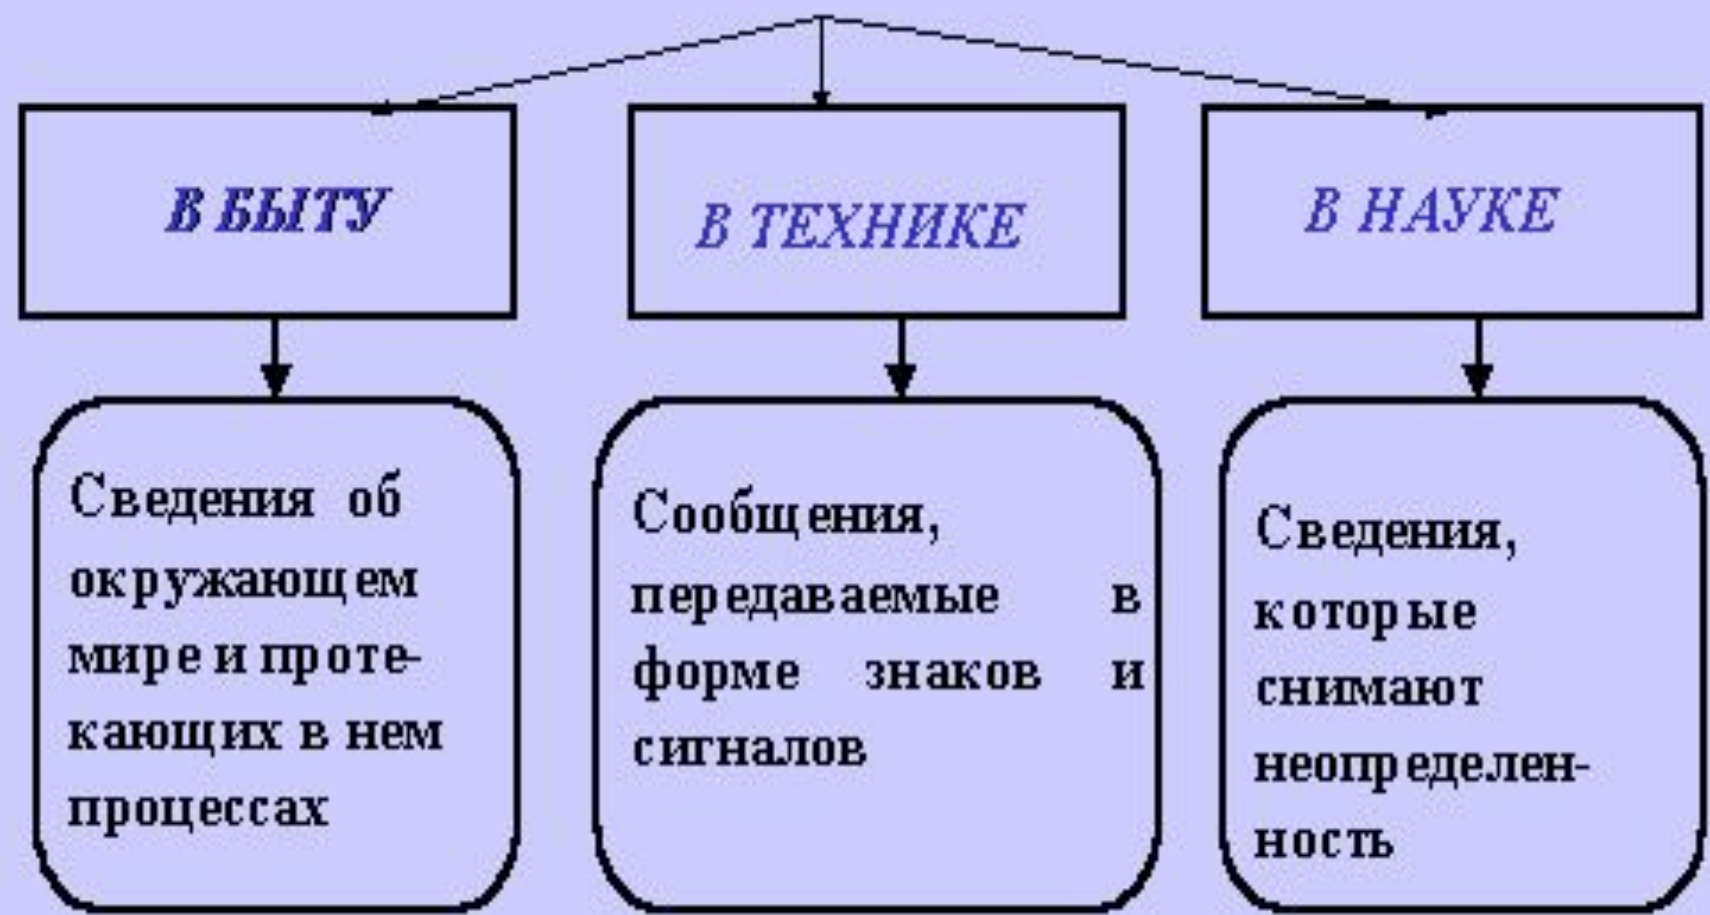 В БЫТУ
В ТЕХНИКЕ
В НАУКЕ
Сведения об
окружающем
мире и проте-
кающих в нем
процессах
Сообщения,
передаваемые в
форме знаков и
сигналов
Сведения,
которые
снимают
неопределен-
ность